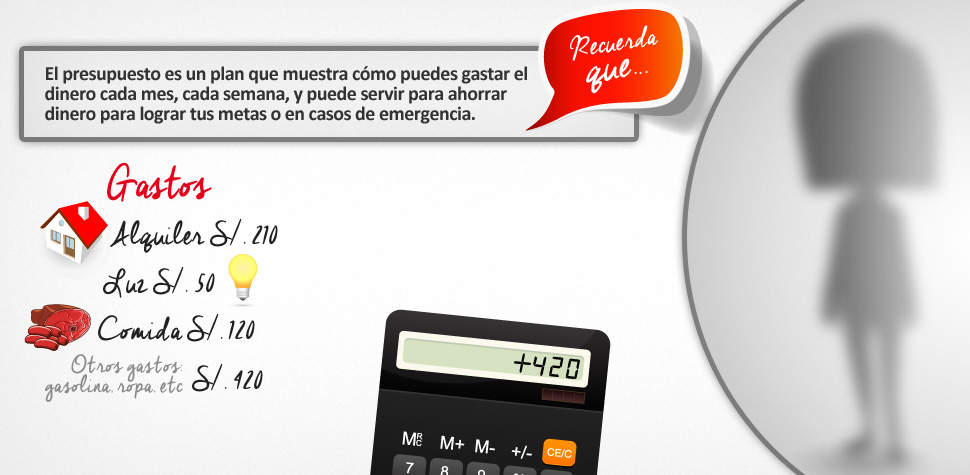 Recuerda
que...
El presupuesto es un plan que muestra cómo puedes gastar el
dinero cada mes, cada semana, y puede servir para ahorrar
dinero para lograr tus metas o en casos de emergencia.
Gastos
Alquiler S/. 210
Luz S/. 50
Comida S/. 120
Otros gastos:
gasolina, ropa, etc S/. 420
+420
MRC M+ M- +/- CE/C
7 8 9